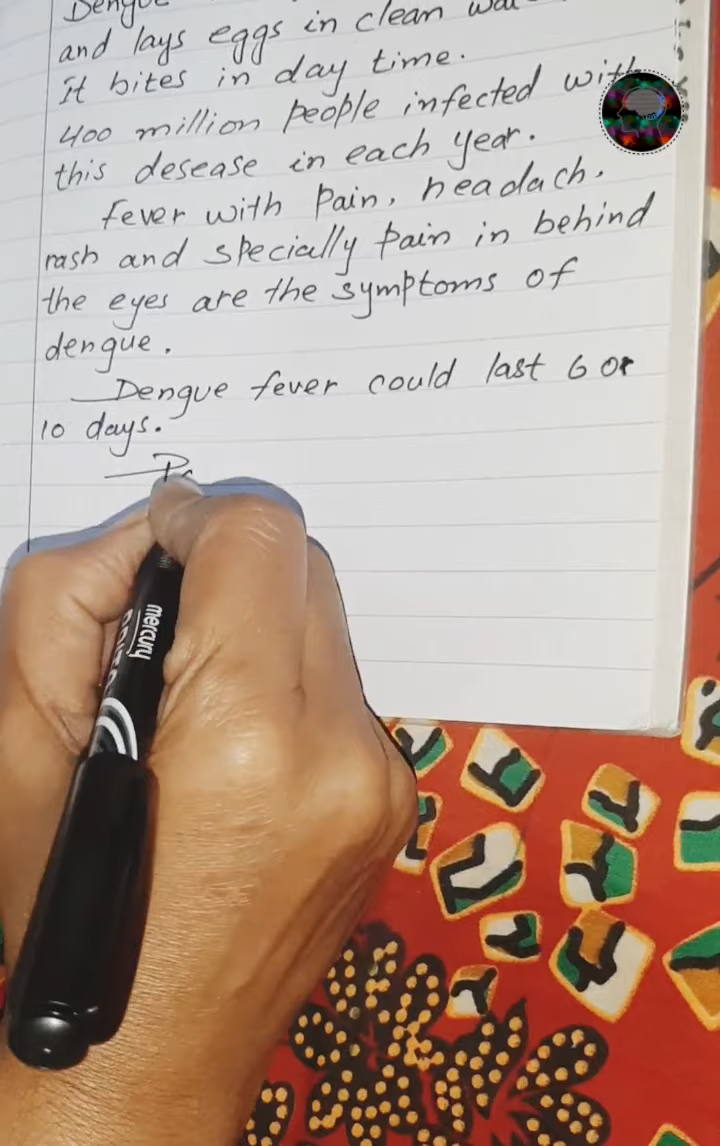 Dengue
and lays eggs in clean wat
it bites in day time.
400 million people infected with
this desease in each year.
Fever with Pain, headach,
rash and specially pain in behind
the eyes are the symptoms of
dengue.
Dengue fever could last 6 or
10 days.
mercury